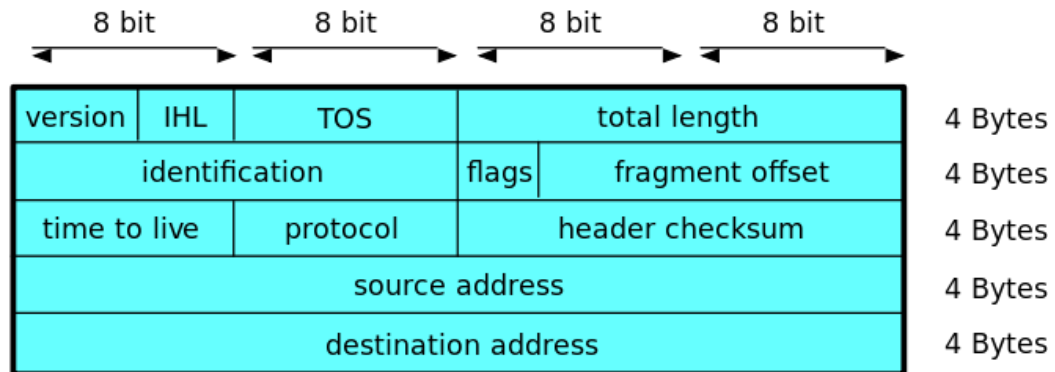 8 bit 8 bit 8 bit 8 bit
version IHL TOS total length 4 Bytes
identification flags fragment offset 4 Bytes
time to live protocol header checksum 4 Bytes
source address 4 Bytes
destination address 4 Bytes